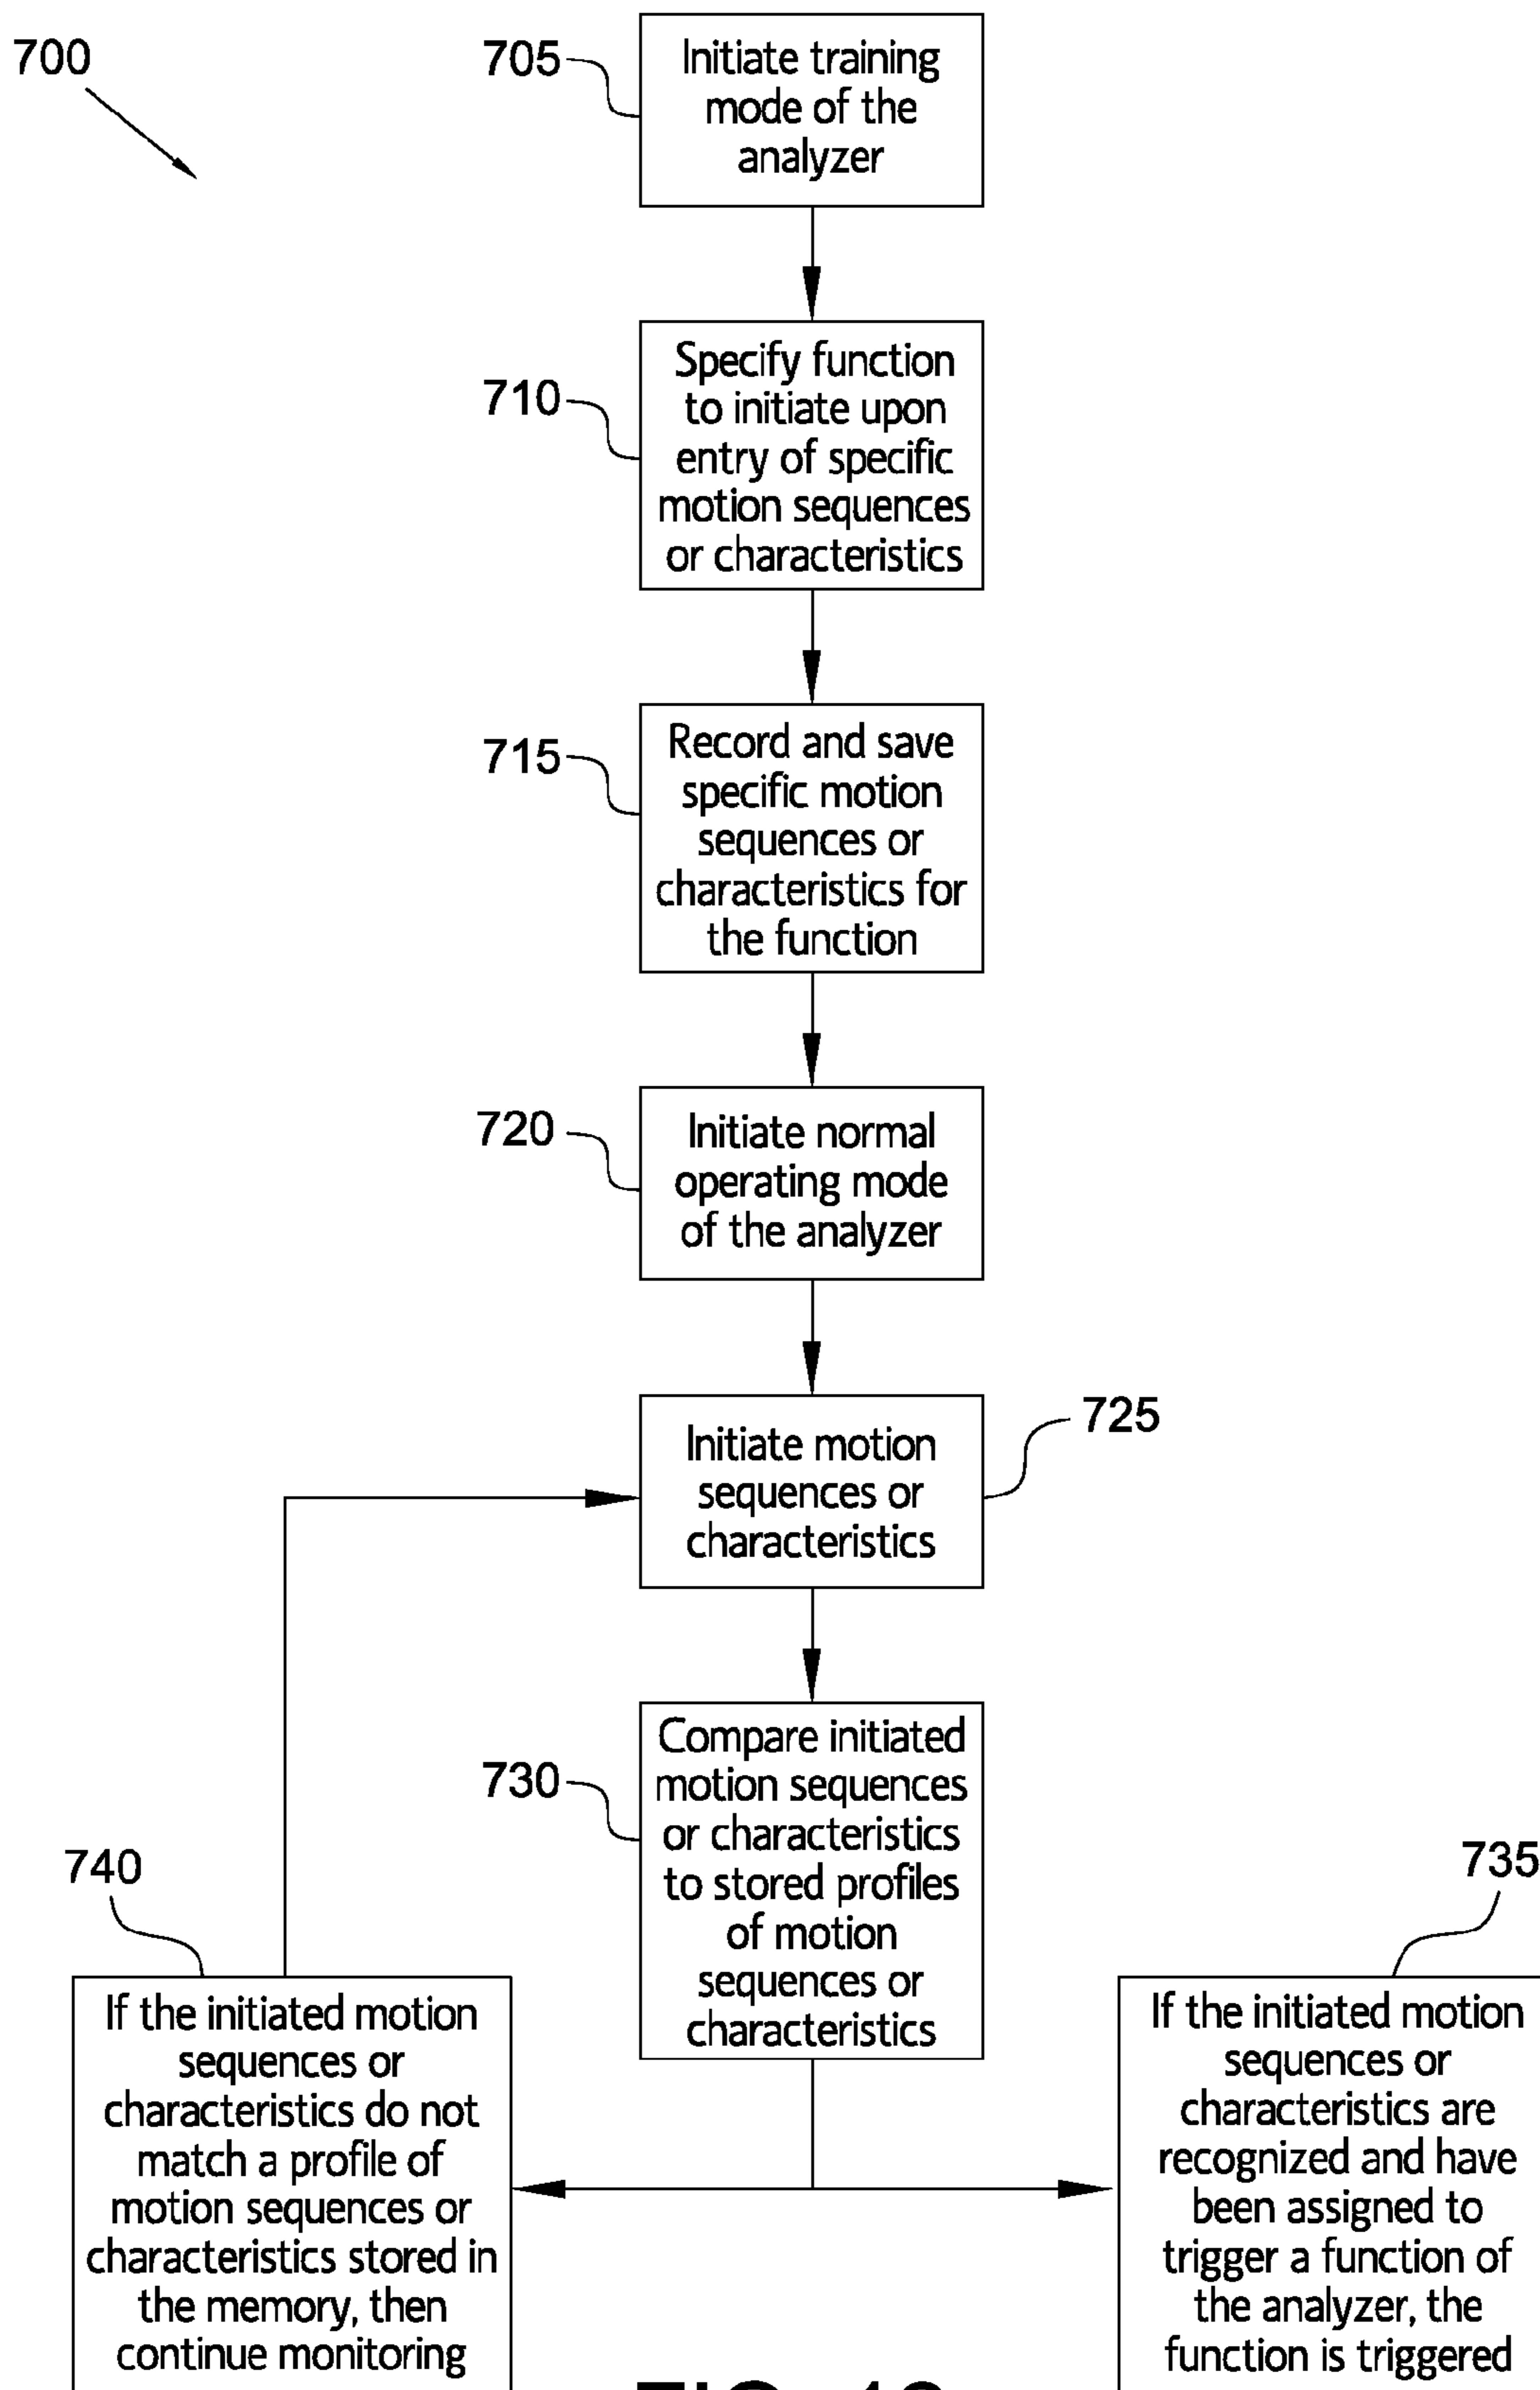 700
705
Initiate training
mode of the
analyzer
710
Specify function
to initiate upon
entry of specific
motion sequences
or characteristics
715
Record and save
specific motion
sequences or
characteristics for
the function
720
Initiate normal
operating mode
of the analyzer
725
Initiate motion
sequences or
characteristics
730
Compare initiated
motion sequences
or characteristics
to stored profiles
of motion
sequences or
characteristics
740
If the initiated motion
sequences or
characteristics do not
match a profile of
motion sequences or
characteristics stored in
the memory, then
continue monitoring
735
If the initiated motion
sequences or
characteristics are
recognized and have
been assigned to
trigger a function of
the analyzer, the
function is triggered